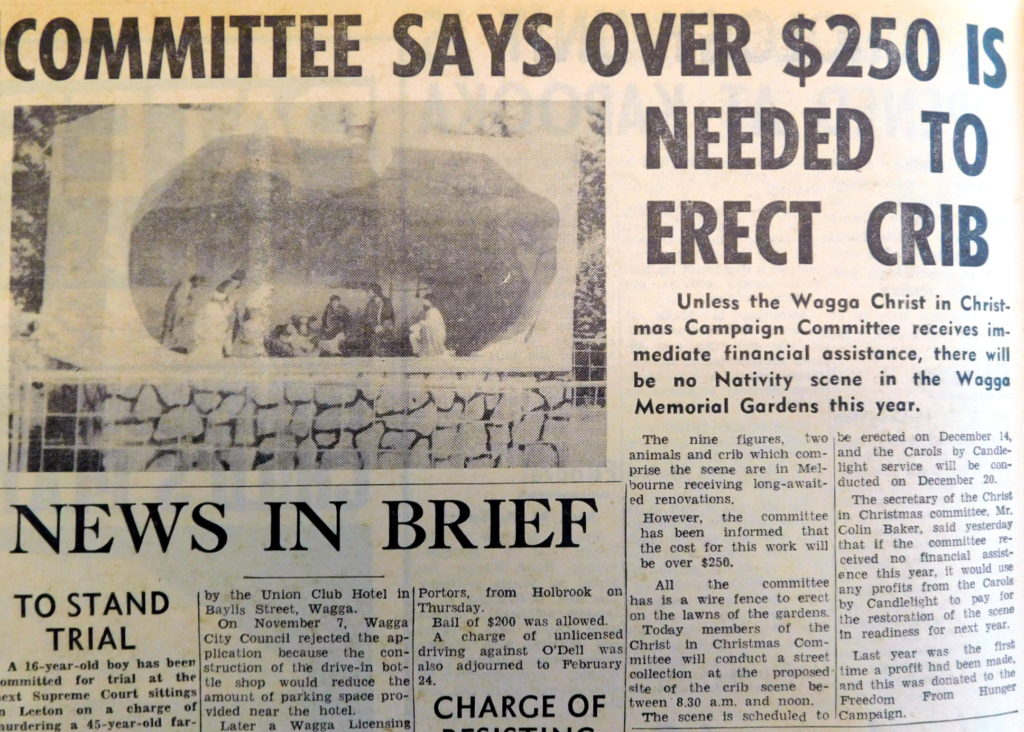 COMMITTEE SAYS OVER $250 IS
NEEDED TO
ERECT CRIB
Unless the Wagga Christ in Christ-
mas Campaign Committee receives im-
mediate financial assistance, there will
be no Nativity scene in the Wagga
Memorial Gardens this year.
The nine figures, two
animals and crib which com-
prise the scene are in Mel-
bourne receiving long-await-
ed renovations.
However, the committee
has been informed that
the cost for this work will
be over $250.
All the committee
has is a wire fence to erect
on the lawns of the gardens.
Today members of the
Christ in Christmas Com-
mittee will conduct a street
collection at the proposed
site of the crib scene be-
tween 8.30 a.m. and noon.
The scene is scheduled to
be erected on December 14,
and the Carols by Candle-
light service will be con-
ducted on December 20.
The secretary of the Christ
in Christmas committee, Mr.
Colin Baker, said yesterday
that if the committee re-
ceived no financial assist-
ence this year, it would use
any profits from the Carols
by Candlelight to pay for
the restoration of the scene
in readiness for next year.
Last year was the first
time a profit had been made,
and this was donated to the
Freedom From Hunger
Campaign.
NEWS IN BRIEF
TO STAND
TRIAL
A 16-year-old boy has been
ommitted for trial at the
ext Supreme Court sittings
n Leeton on a charge of
urdering a 45-year-old far-
by the Union Club Hotel in
Baylis Street, Wagga.
On November 7, Wagga
City Council rejected the ap-
plication because the con-
struction of the drive-in bot-
tle shop would reduce the
amount of parking space pro-
vided near the hotel.
Later a Wagga Licensing
Portors, from Holbrook on
Thursday.
Bail of $200 was allowed.
A charge of unlicensed
driving against O'Dell was
also adjourned to February
24.
CHARGE OF
RESISTING